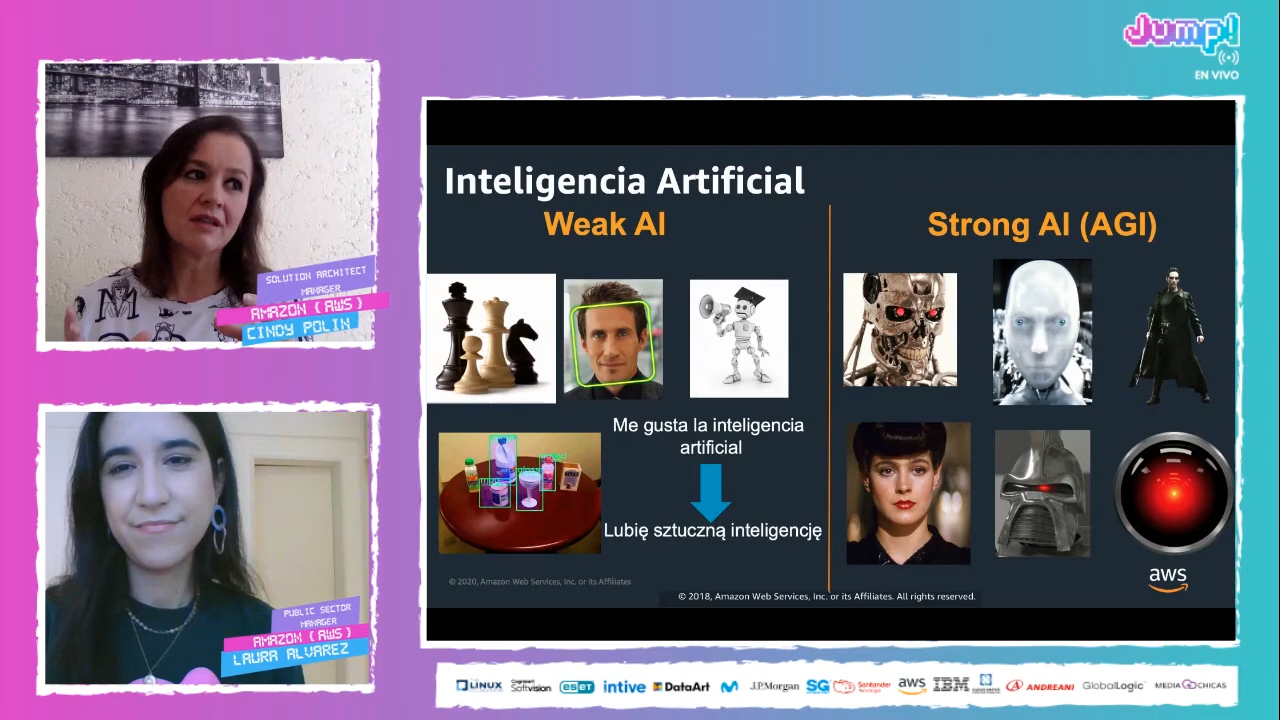 Jump!
EN VIVO
SOLUTION ARCHITECT
MANAGER
AMAZON (AWS)
CINDY POLIN
PUBLIC SECTOR
MANAGER
AMAZON (AWS)
LAURA ALVAREZ
Inteligencia Artificial
Weak AI
Strong AI (AGI)
Me gusta la inteligencia
artificial
Lubię sztuczną inteligencję
aws
© 2020, Amazon Web Services, Inc. or its Affiliates
© 2018, Amazon Web Services, Inc. or its Affiliates. All rights reserved.
LINUX Cognizant Softvision eset intive DataArt J.P.Morgan SG Santander aws IBM ANDREANI GlobalLogic MEDIA CHICAS